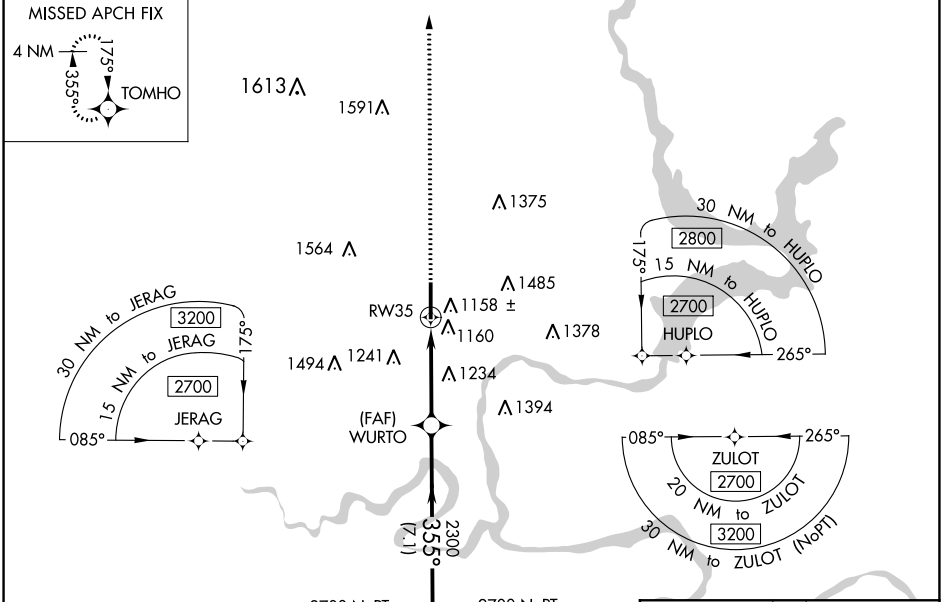 MISSED APCH FIX
4 NM
175°
355°
TOMHO
1613
1591
1375
1564
1485
RW35
1158 ±
1160
1378
1494
1241
1234
1394
(FAF)
WURTO
30 NM to JERAG
3200
175°
15 NM to JERAG
2700
JERAG
085°
30 NM to HUPLO
2800
175°
15 NM to HUPLO
2700
HUPLO
265°
085°
265°
ZULOT
2700
20 NM to ZULOT
3200
30 NM to ZULOT (NoPT)
2300
355°
(7.1)